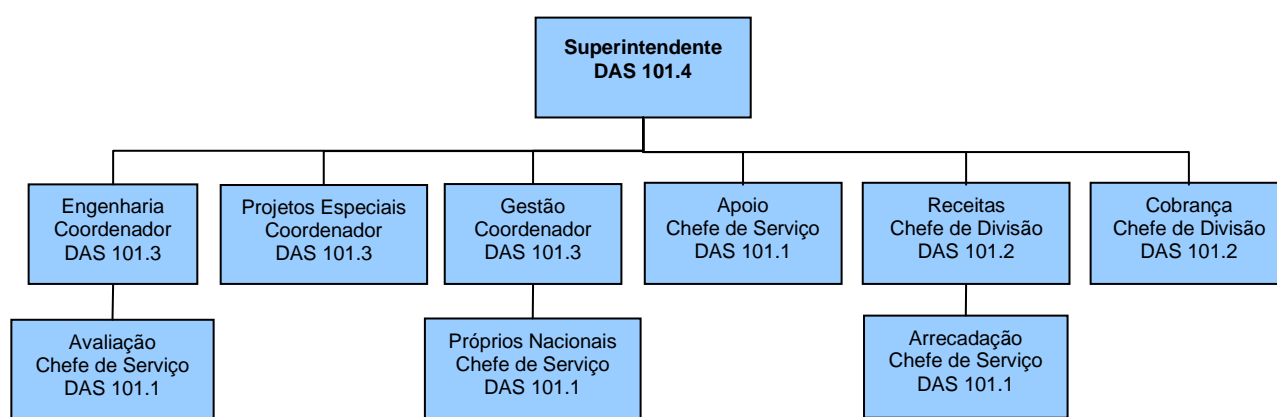 Superintendente
DAS 101.4
Engenharia
Coordenador
DAS 101.3
Projetos Especiais
Coordenador
DAS 101.3
Gestão
Coordenador
DAS 101.3
Apoio
Chefe de Serviço
DAS 101.1
Receitas
Chefe de Divisão
DAS 101.2
Cobrança
Chefe de Divisão
DAS 101.2
Avaliação
Chefe de Serviço
DAS 101.1
Próprios Nacionais
Chefe de Serviço
DAS 101.1
Arrecadação
Chefe de Serviço
DAS 101.1